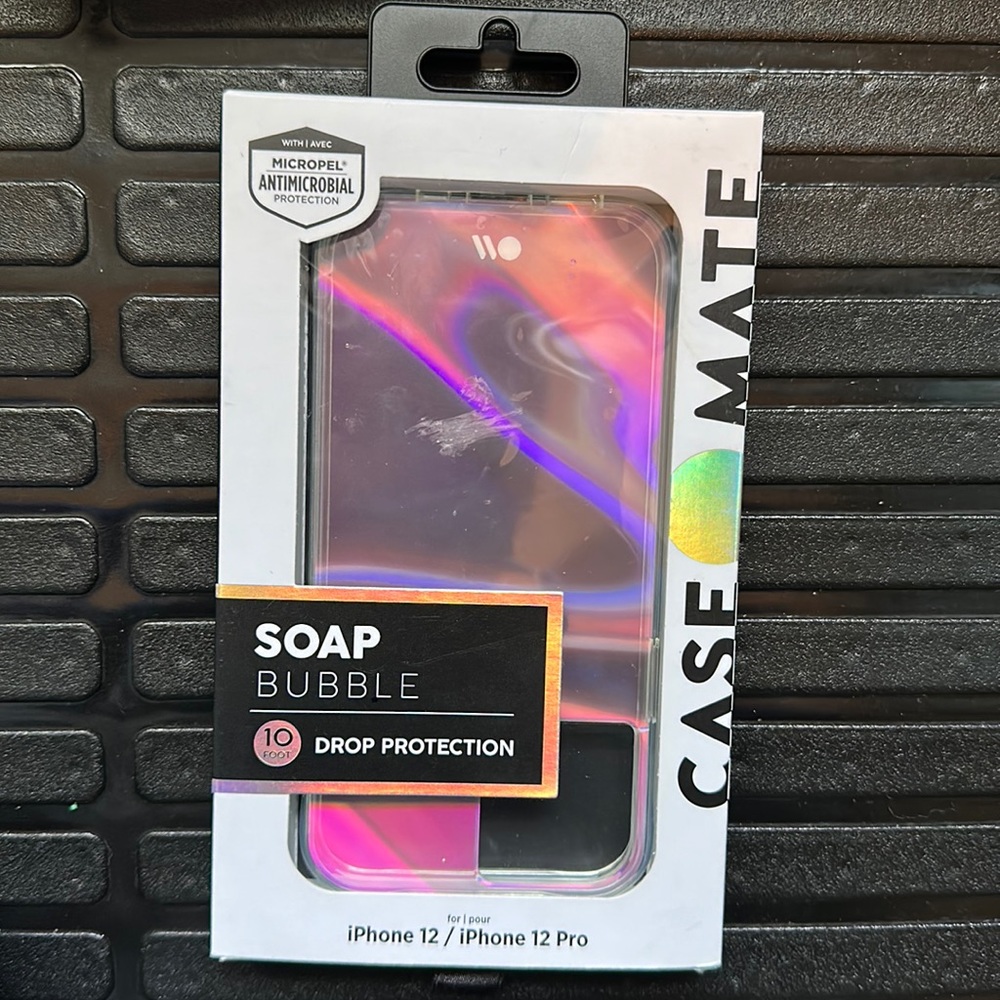 WITH | AVEC
MICROPEL®
ANTIMICROBIAL
PROTECTION
CASE MATE
SOAP
BUBBLE
10
FOOT
DROP PROTECTION
for | pour
iPhone 12 / iPhone 12 Pro